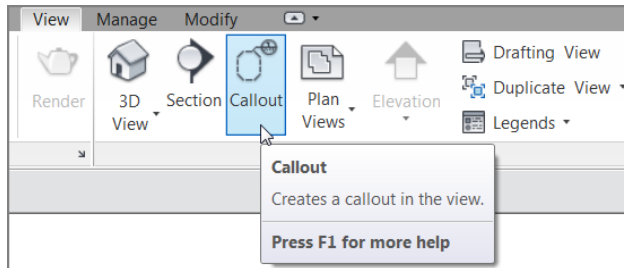 View Manage Modify
Render
3D
View
Section
Callout
Plan
Views
Elevation
Drafting View
Duplicate View
Legends
Callout
Creates a callout in the view.
Press F1 for more help